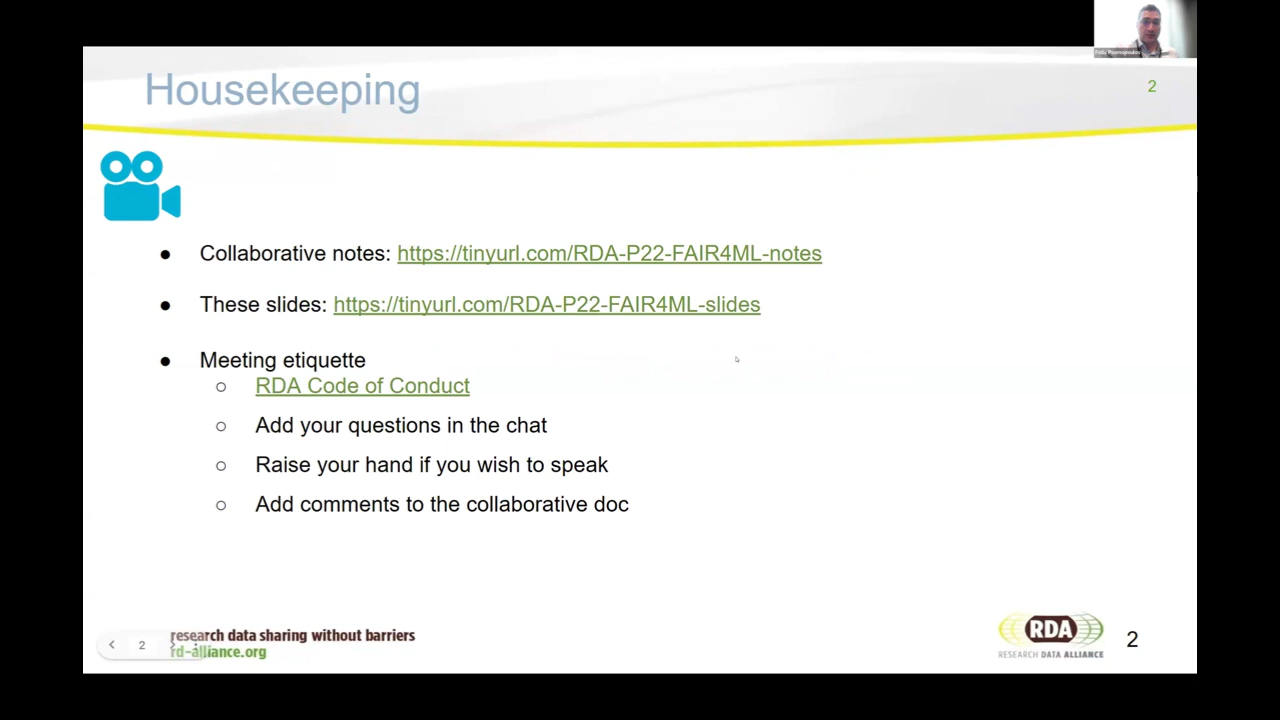 Housekeeping
2
● Collaborative notes: https://tinyurl.com/RDA-P22-FAIR4ML-notes
● These slides: https://tinyurl.com/RDA-P22-FAIR4ML-slides
● Meeting etiquette
○ RDA Code of Conduct
○ Add your questions in the chat
○ Raise your hand if you wish to speak
○ Add comments to the collaborative doc
2
research data sharing without barriers
rd-alliance.org
RDA
RESEARCH DATA ALLIANCE
2